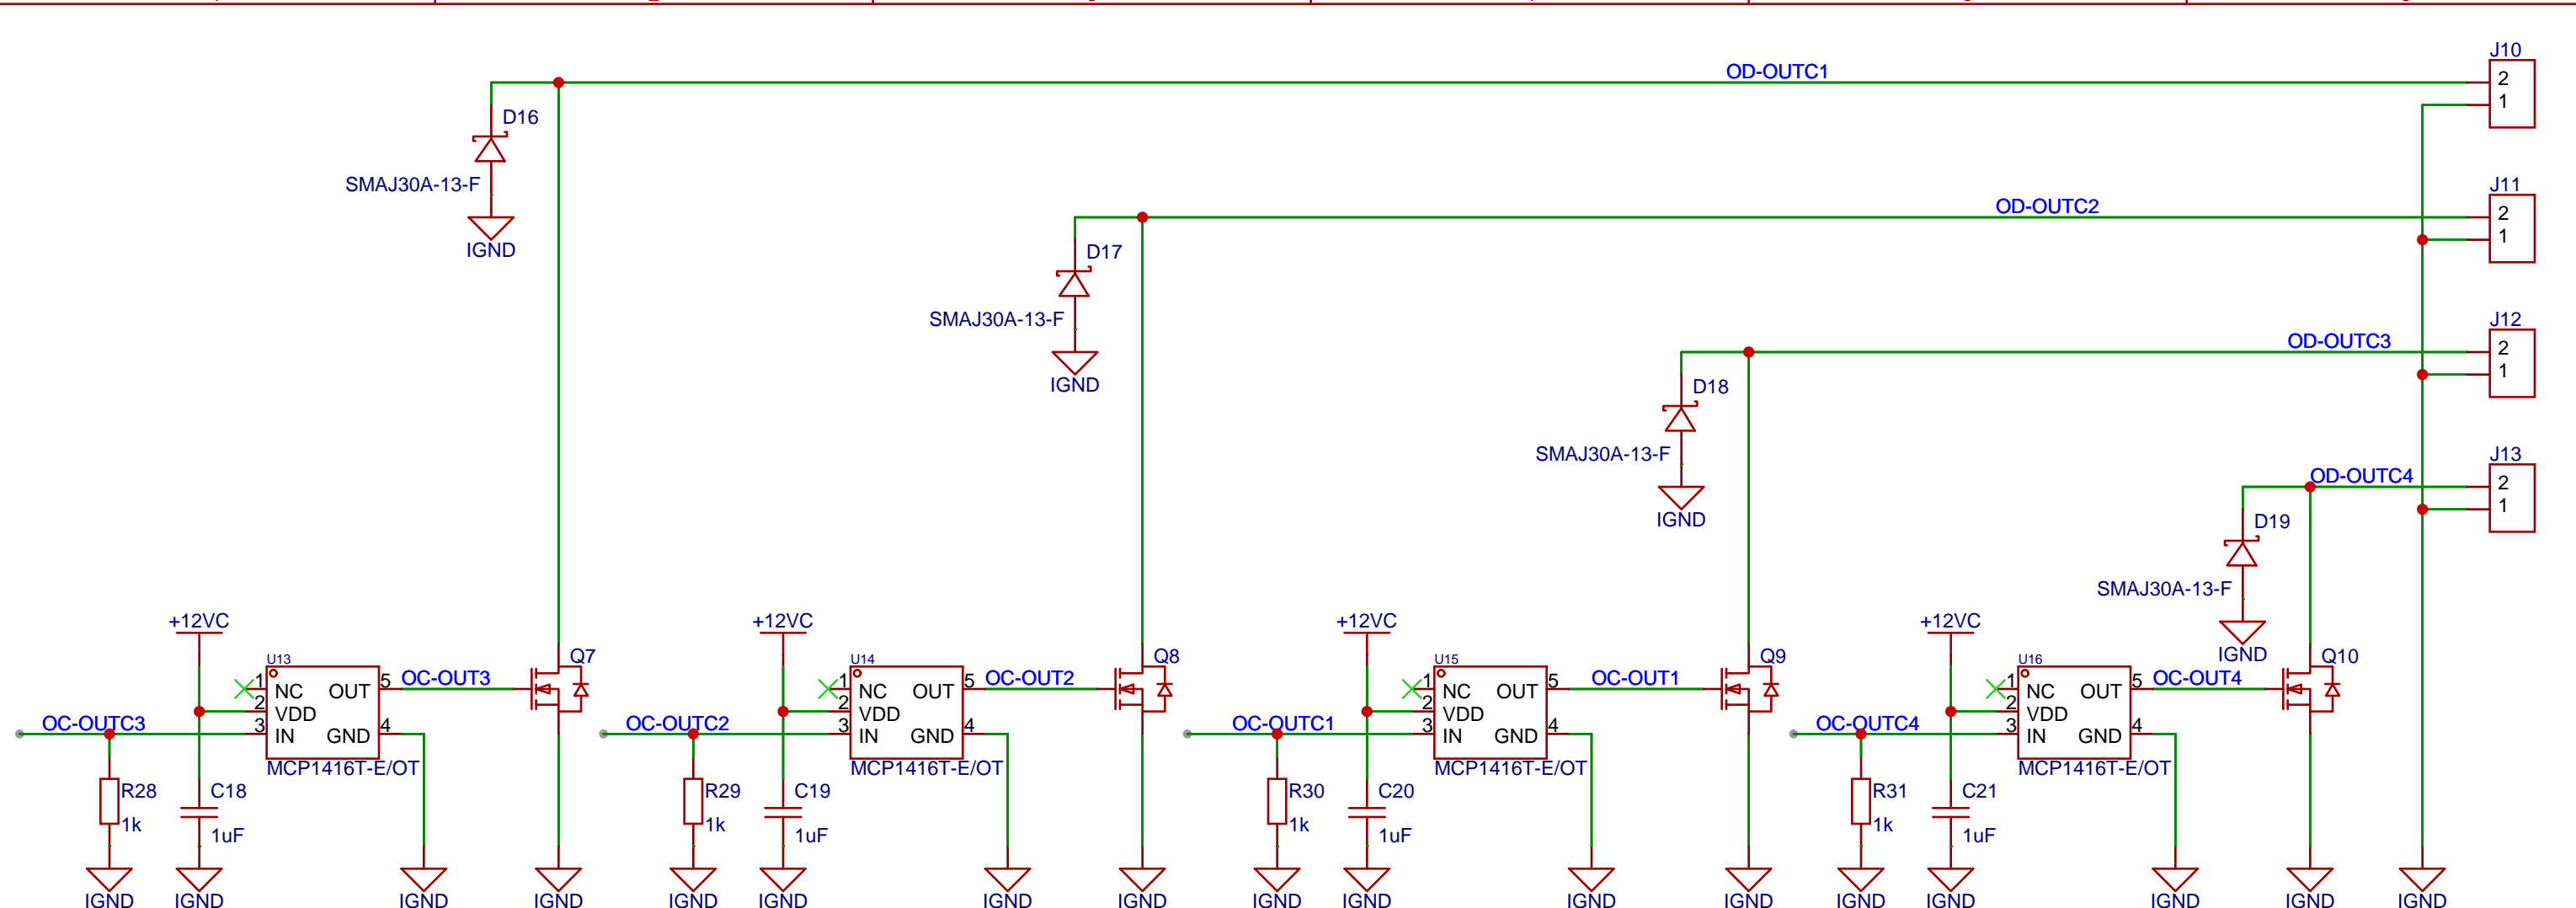 J10
OD-OUTC1
2
1
D16
SMAJ30A-13-F
IGND
J11
OD-OUTC2
2
1
D17
SMAJ30A-13-F
IGND
J12
OD-OUTC3
2
1
D18
SMAJ30A-13-F
IGND
J13
OD-OUTC4
2
1
D19
SMAJ30A-13-F
IGND
+12VC
U13
1 NC OUT 5
2 VDD
3 IN GND 4
MCP1416T-E/OT
OC-OUT3
Q7
OC-OUTC3
R28
1k
C18
1uF
IGND IGND IGND IGND
+12VC
U14
1 NC OUT 5
2 VDD
3 IN GND 4
MCP1416T-E/OT
OC-OUT2
Q8
OC-OUTC2
R29
1k
C19
1uF
IGND IGND IGND IGND
+12VC
U15
1 NC OUT 5
2 VDD
3 IN GND 4
MCP1416T-E/OT
OC-OUT1
Q9
OC-OUTC1
R30
1k
C20
1uF
IGND IGND IGND IGND
+12VC
U16
1 NC OUT 5
2 VDD
3 IN GND 4
MCP1416T-E/OT
OC-OUT4
Q10
OC-OUTC4
R31
1k
C21
1uF
IGND IGND IGND IGND IGND